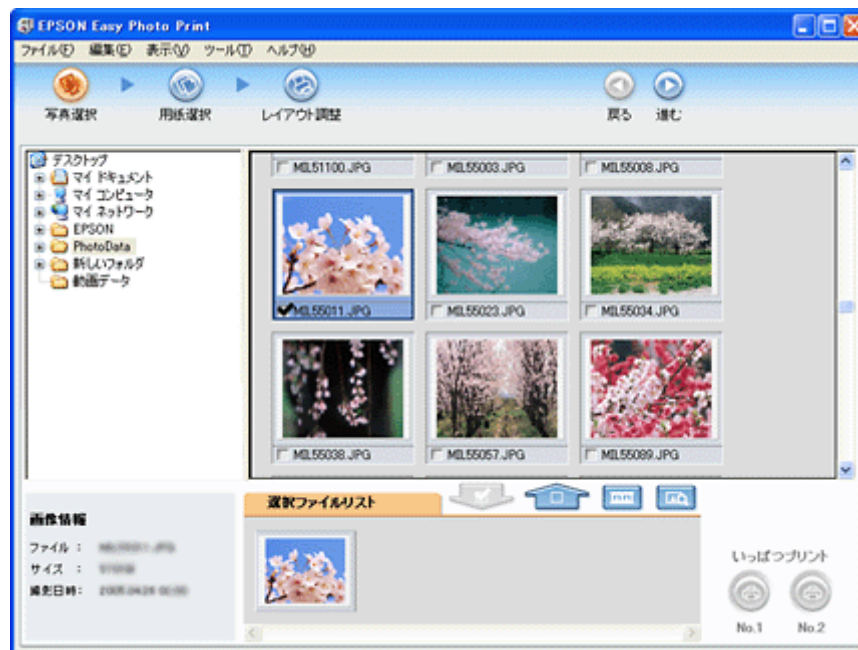 EPSON Easy Photo Print
ファイル(F) 編集(E) 表示(V) ツール(T) ヘルプ(H)
写真選択 用紙選択 レイアウト調整 戻る 進む
デスクトップ
マイ ドキュメント
マイ コンピュータ
マイ ネットワーク
EPSON
PhotoData
新しいフォルダ
動画データ
MIL51100.JPG MIL55003.JPG MIL55008.JPG
MIL55011.JPG MIL55023.JPG MIL55034.JPG
MIL55038.JPG MIL55057.JPG MIL55089.JPG
選択ファイルリスト
画像情報
ファイル :
サイズ :
撮影日時:
いっぱつプリント
No.1 No.2